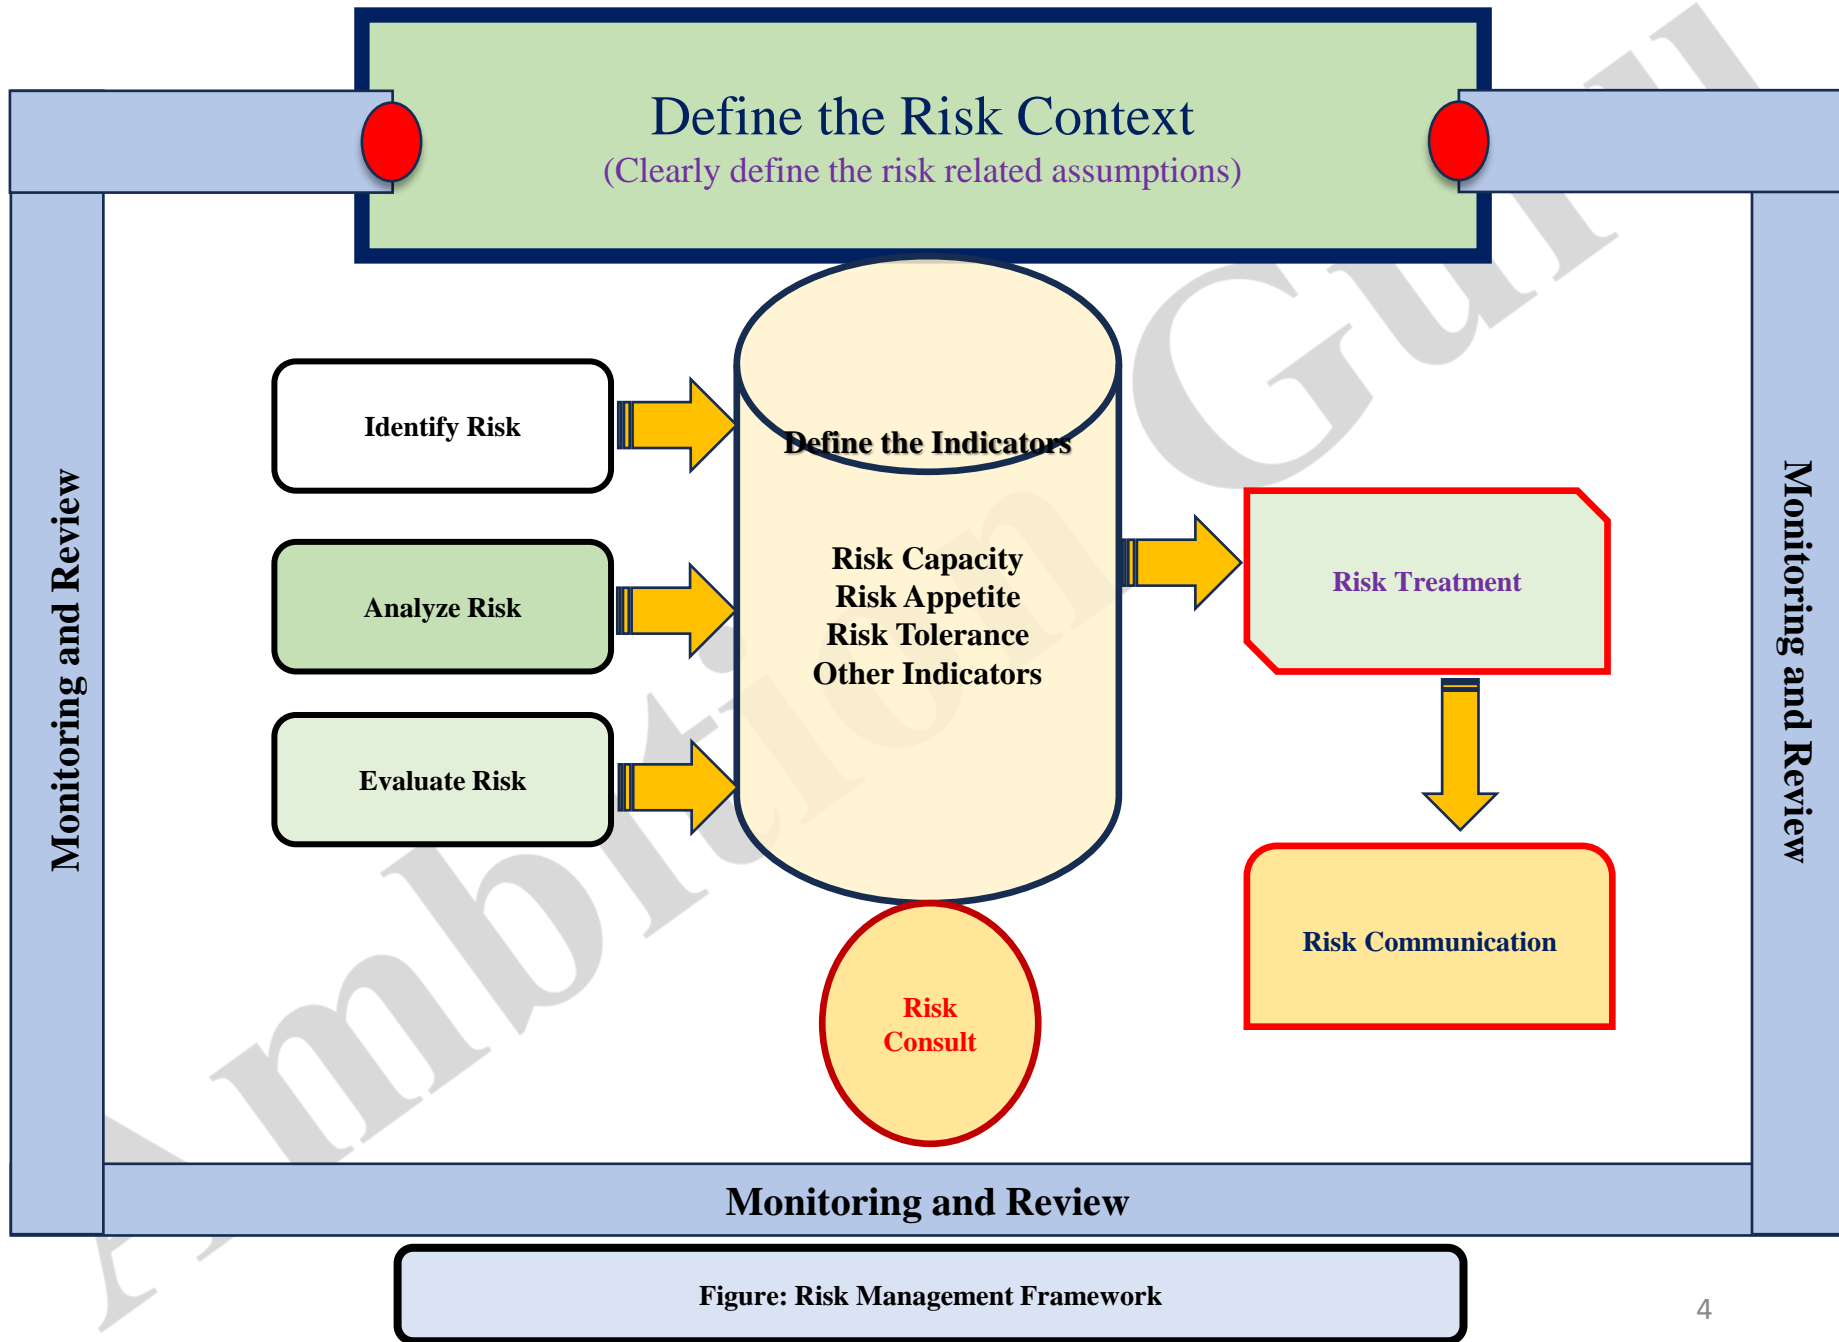 Define the Risk Context
(Clearly define the risk related assumptions)
Monitoring and Review
Identify Risk
Analyze Risk
Evaluate Risk
Define the Indicators
Risk Capacity
Risk Appetite
Risk Tolerance
Other Indicators
Risk
Consult
Risk Treatment
Risk Communication
Monitoring and Review
Monitoring and Review
Figure: Risk Management Framework
4
Ambition Guru